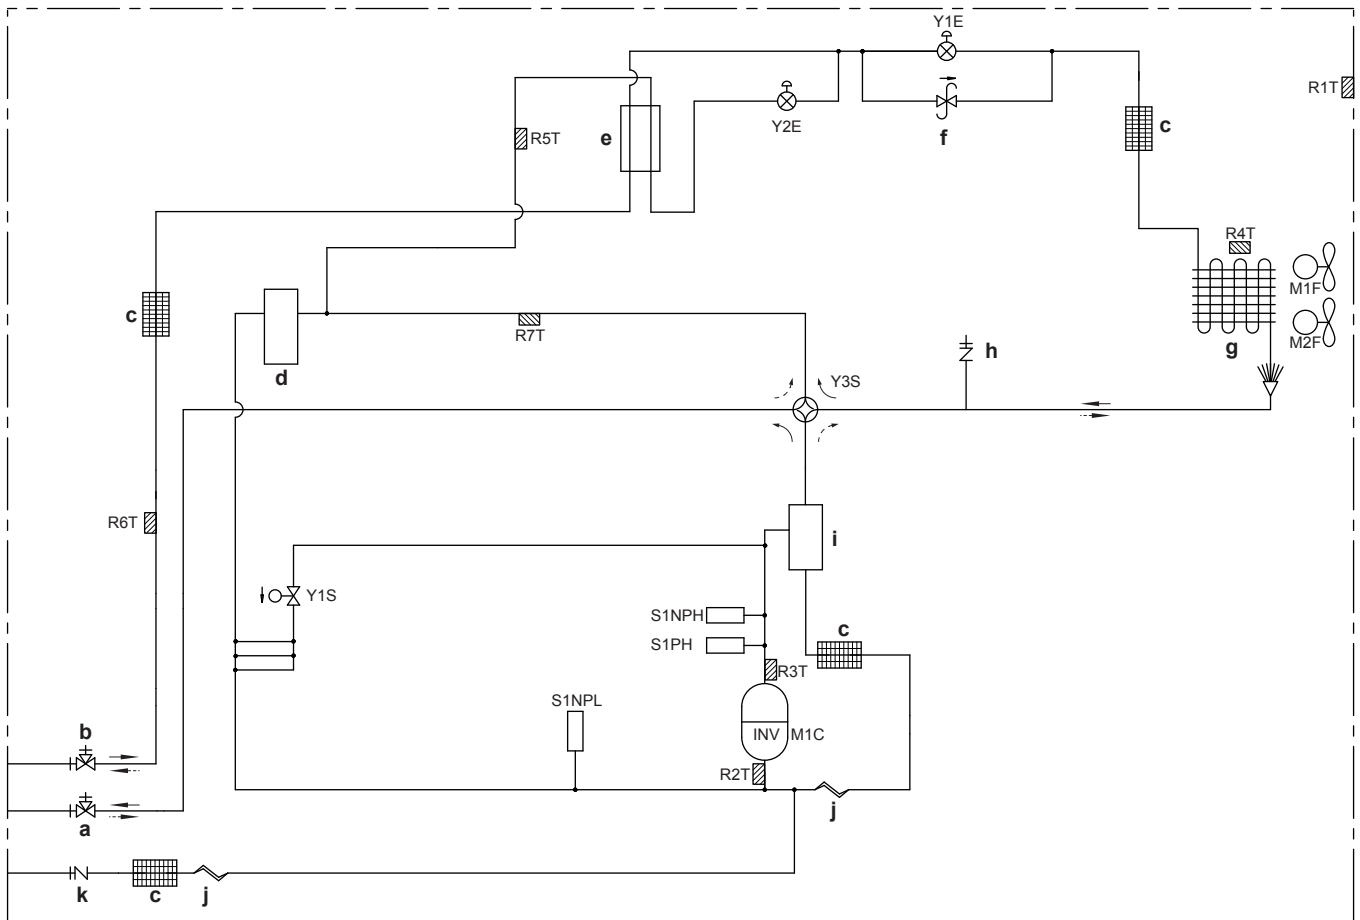 Y1E
R1T
Y2E
f
c
e
R5T
R4T
M1F
M2F
g
c
R7T
d
h
Y3S
R6T
i
Y1S
S1NPH
S1PH
c
R3T
S1NPL
INV
M1C
b
R2T
a
j
k
c
j